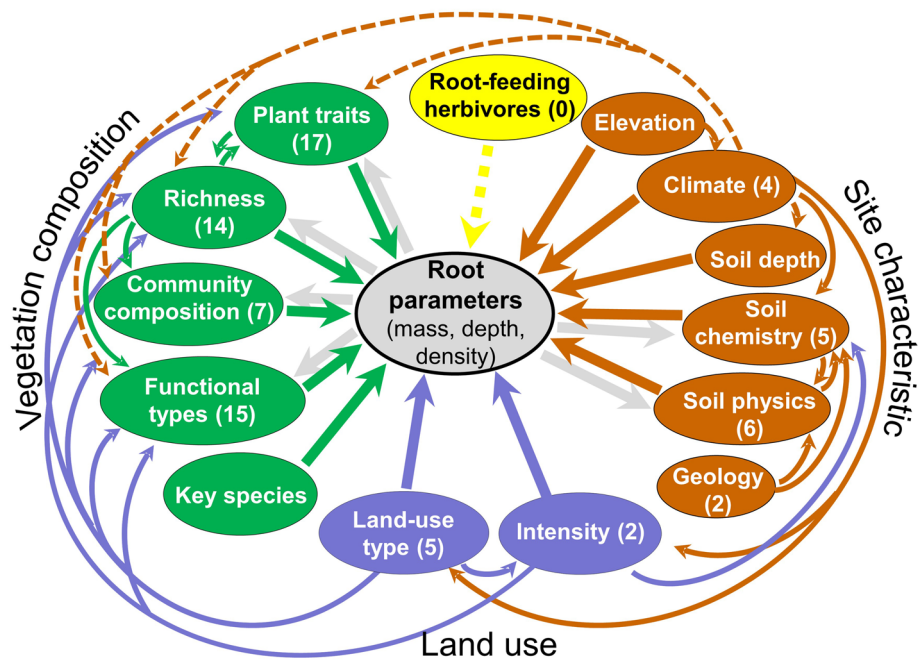 Vegetation composition
Plant traits
(17)
Richness
(14)
Community
composition (7)
Functional
types (15)
Key species
Root-feeding
herbivores (0)
Root
parameters
(mass, depth,
density)
Elevation
Climate (4)
Soil depth
Soil
chemistry (5)
Soil physics
(6)
Geology
(2)
Site characteristic
Land-use
type (5)
Intensity (2)
Land use